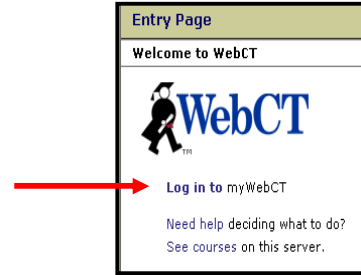 Entry Page
Welcome to WebCT
WebCT
TM
Log in to myWebCT
Need help deciding what to do?
See courses on this server.